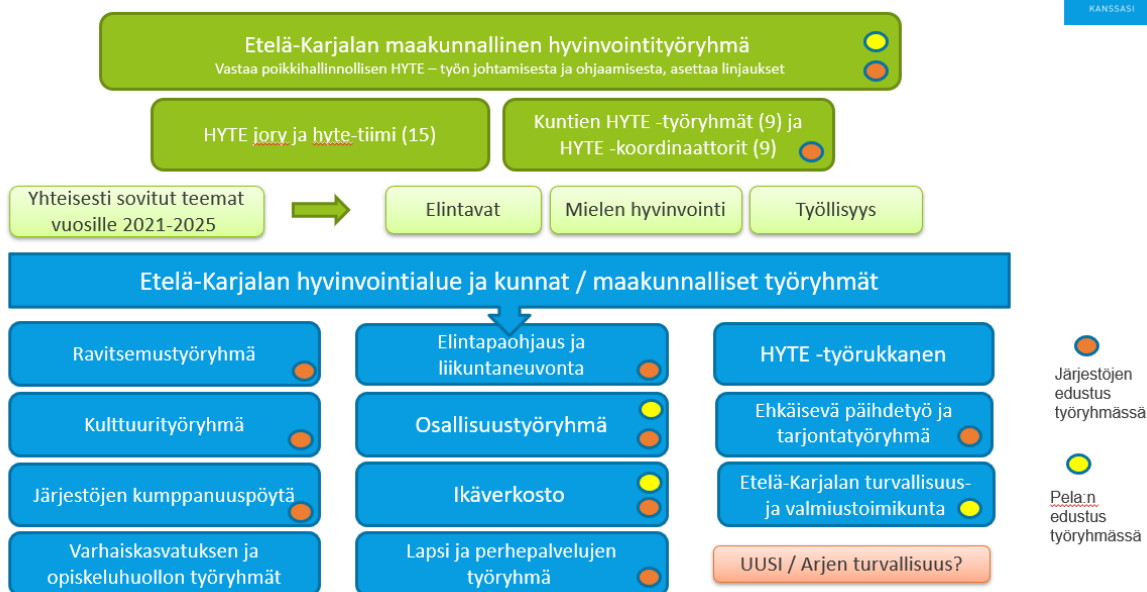 KANSSASI
Etelä-Karjalan maakunnallinen hyvinvointityöryhmä
Vastaa poikkihallinnollisen HYTE – työn johtamisesta ja ohjaamisesta, asettaa linjaukset
HYTE jory ja hyte-tiimi (15)
Kuntien HYTE -työryhmät (9) ja
HYTE -koordinaattorit (9)
Yhteisesti sovitut teemat
vuosille 2021-2025
Elintavat
Mielen hyvinvointi
Työllisyys
Etelä-Karjalan hyvinvointialue ja kunnat / maakunnalliset työryhmät
Ravitsemustyöryhmä
Elintapaohjaus ja
liikuntaneuvonta
HYTE -työrukkanen
Kulttuurityöryhmä
Osallisuustyöryhmä
Ehkäisevä päihdetyö ja
tarjontatyöryhmä
Järjestöjen kumppanuuspöytä
Ikäverkosto
Etelä-Karjalan turvallisuus-
ja valmiustoimikunta
Varhaiskasvatuksen ja
opiskeluhuollon työryhmät
Lapsi ja perhepalvelujen
työryhmä
UUSI / Arjen turvallisuus?
Järjestöjen
edustus
työryhmässä
Pela:n
edustus
työryhmässä